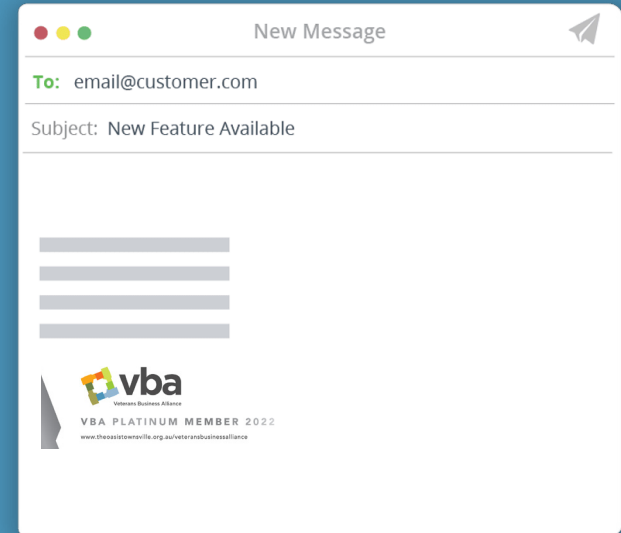 New Message
To: email@customer.com
Subject: New Feature Available
vba
Veterans Business Alliance
VBA PLATINUM MEMBER 2022
www.theoasistownsville.org.au/veteransbusinessalliance